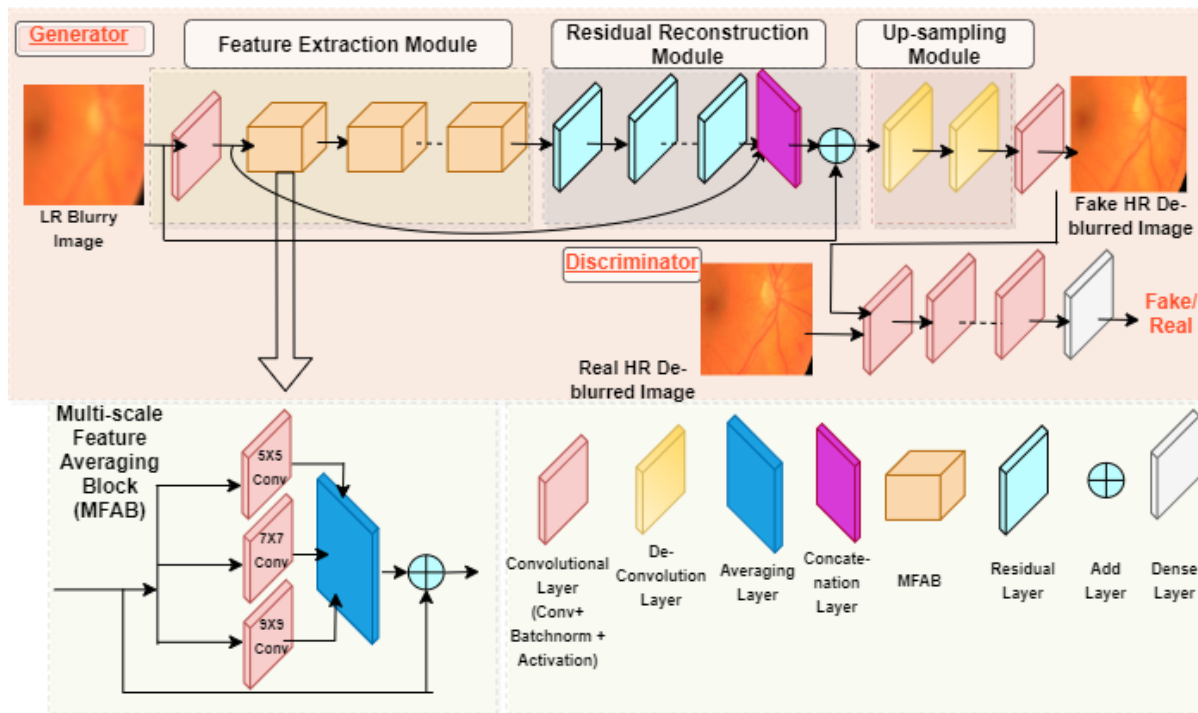 Generator
Feature Extraction Module
Residual Reconstruction
Module
Up-sampling
Module
LR Blurry
Image
Fake HR De-
blurred Image
Discriminator
Fake/
Real
Real HR De-
blurred Image
Multi-scale
Feature
Averaging
Block
(MFAB)
5X5
Conv
7X7
Conv
9X9
Conv
Convolutional
Layer
(Conv+
Batchnorm +
Activation)
De-
Convolution
Layer
Averaging
Layer
Concate-
nation
Layer
MFAB
Residual
Layer
Add
Layer
Dense
Layer